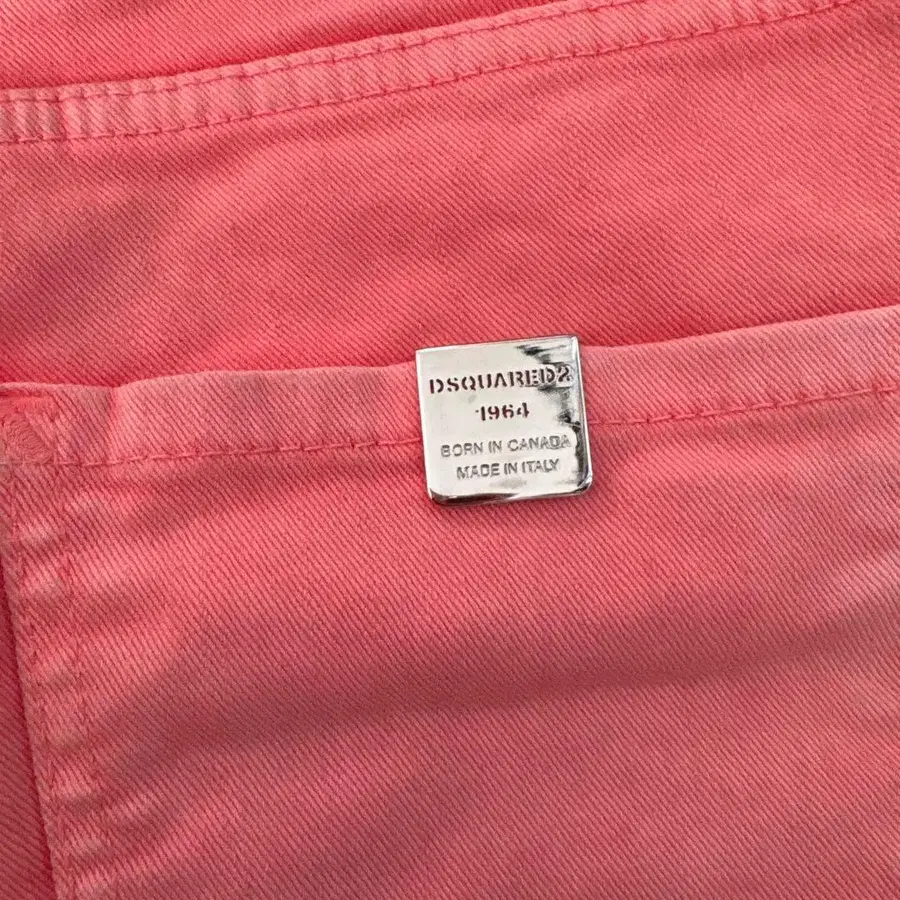 DSQUARED2
1964
BORN IN CANADA
MADE IN ITALY